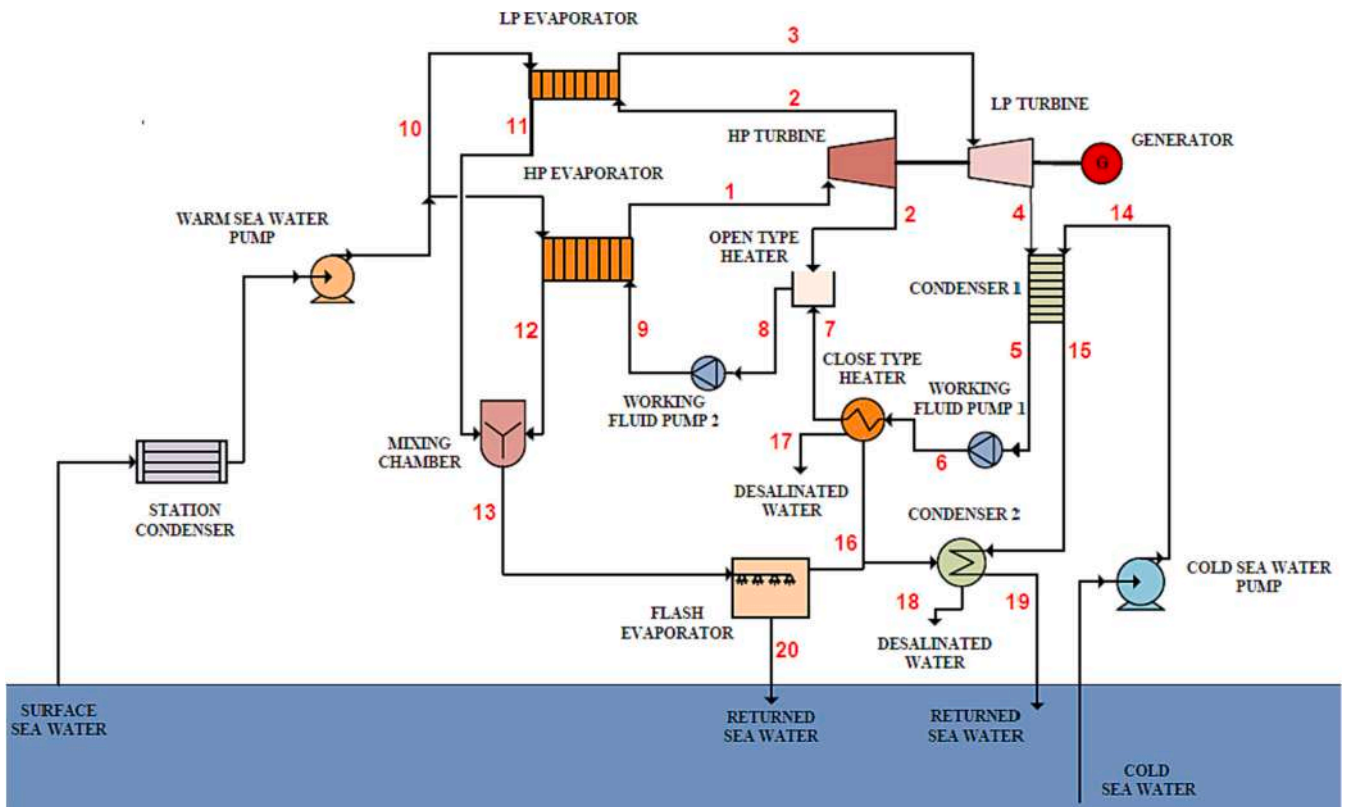 LP EVAPORATOR
3
2
LP TURBINE
10
11
HP TURBINE
GENERATOR
G
HP EVAPORATOR
1
2
4
14
WARM SEA WATER
PUMP
OPEN TYPE
HEATER
CONDENSER 1
12
9
8
7
5
15
CLOSE TYPE
HEATER
WORKING
FLUID PUMP 2
WORKING
FLUID PUMP 1
MIXING
CHAMBER
17
6
DESALINATED
WATER
STATION
CONDENSER
13
CONDENSER 2
16
COLD SEA WATER
PUMP
FLASH
EVAPORATOR
18
19
DESALINATED
WATER
20
SURFACE
SEA WATER
RETURNED
SEA WATER
RETURNED
SEA WATER
COLD
SEA WATER